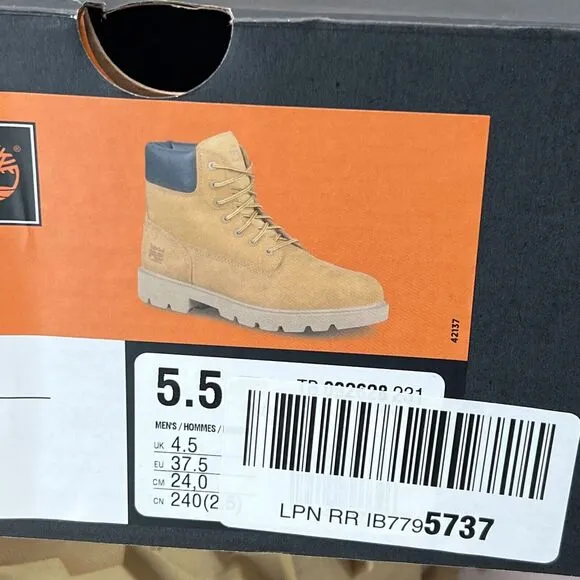 42137
5.5
MEN'S / HOMMES /
UK 4.5
EU 37.5
CM 24,0
CN 240(2
LPN RR IB7795737